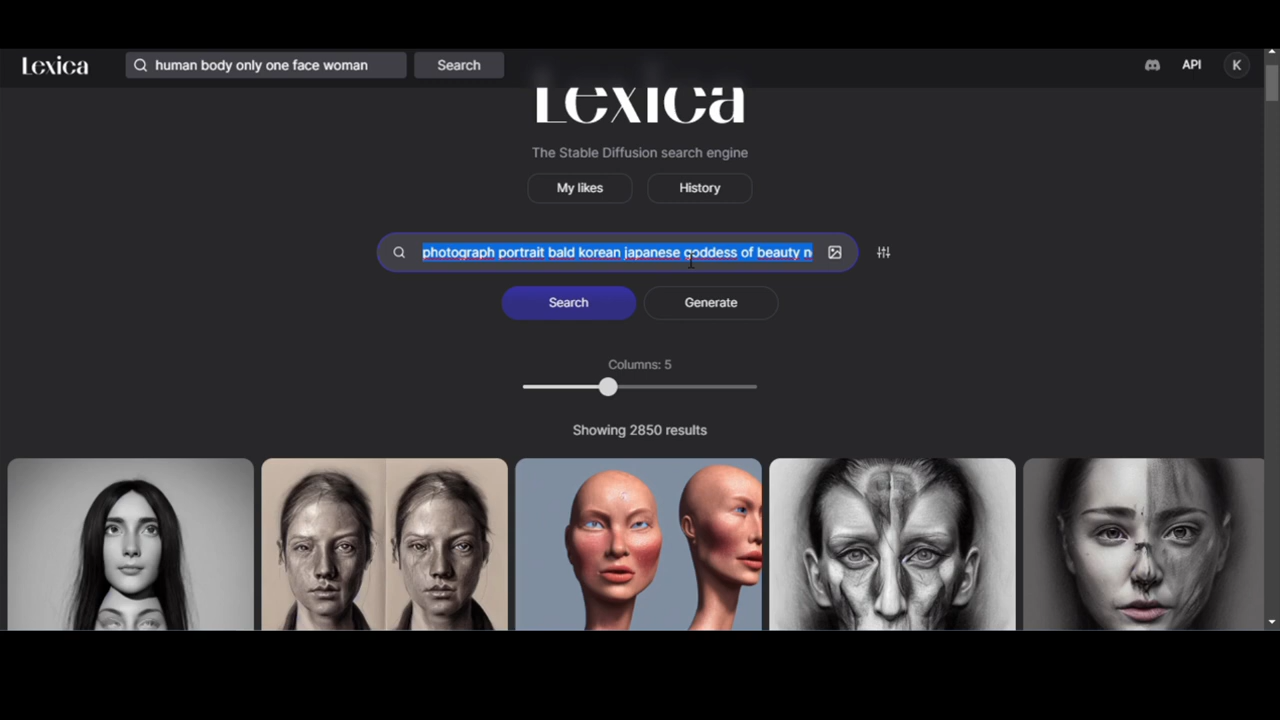 Lexica
human body only one face woman
Search
API
K
Lexica
The Stable Diffusion search engine
My likes
History
photograph portrait bald korean japanese goddess of beauty n
Search
Generate
Columns: 5
Showing 2850 results